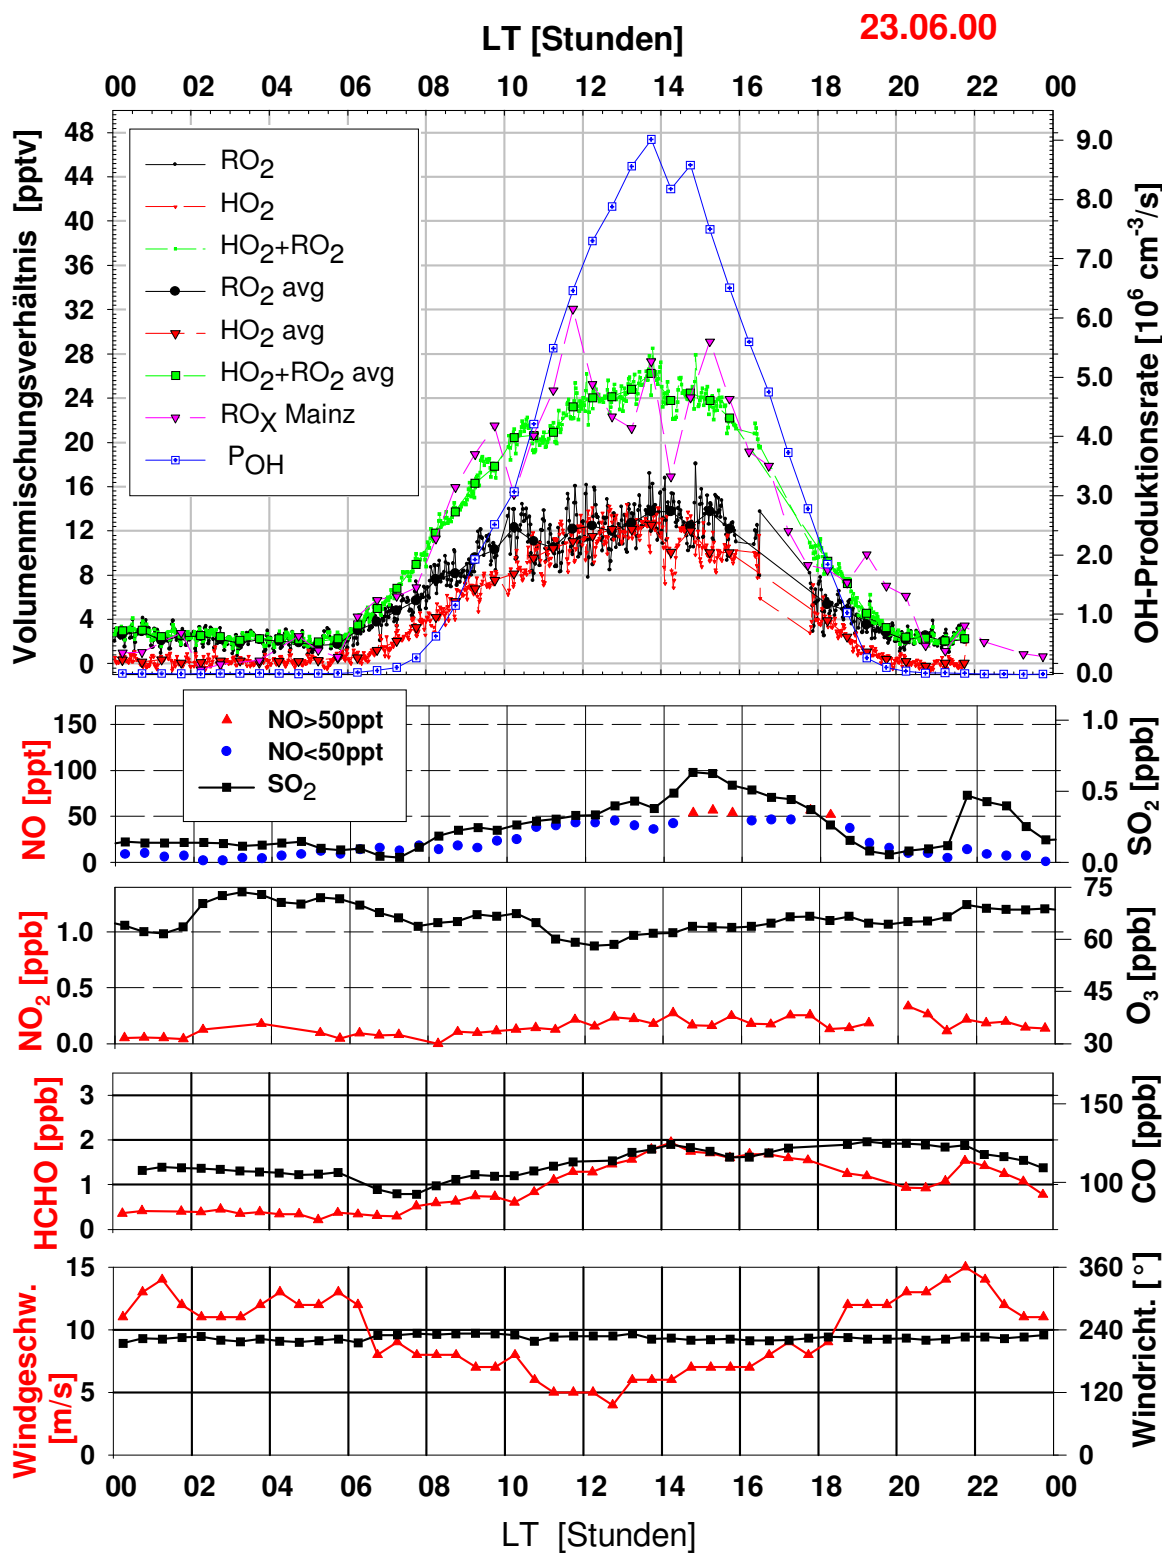 LT [Stunden]
23.06.00
00 02 04 06 08 10 12 14 16 18 20 22 00
Volumenmischungsverhältnis [pptv]
48
44
40
36
32
28
24
20
16
12
8
4
0
RO2
HO2
HO2+RO2
RO2 avg
HO2 avg
HO2+RO2 avg
ROX Mainz
POH
9.0
8.0
7.0
6.0
5.0
4.0
3.0
2.0
1.0
0.0
OH-Produktionsrate [10^6 cm^-3/s]
NO [ppt]
150
100
50
0
NO>50ppt
NO<50ppt
SO2
1.0
0.5
0.0
SO2 [ppb]
NO2 [ppb]
1.0
0.5
0.0
75
60
45
30
O3 [ppb]
HCHO [ppb]
3
2
1
0
150
100
CO [ppb]
Windgeschw.
[m/s]
15
10
5
0
360
240
120
0
Windricht. [°]
00 02 04 06 08 10 12 14 16 18 20 22 00
LT [Stunden]